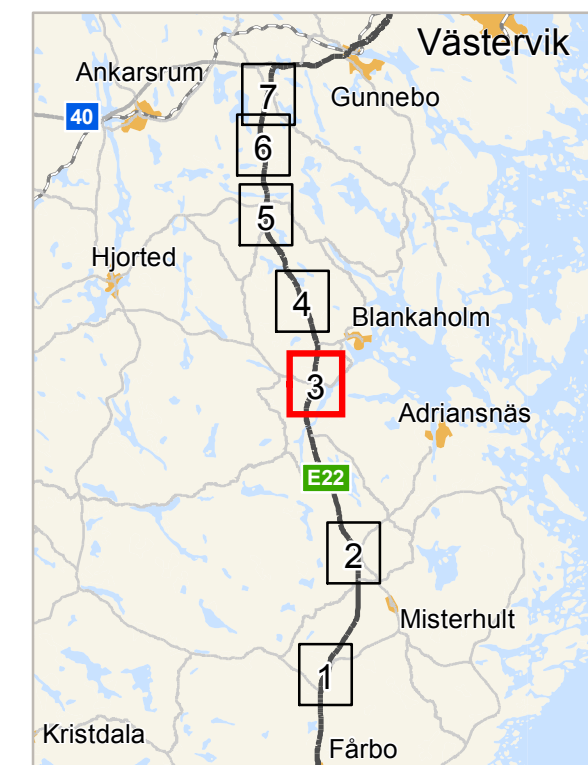 Västervik
Ankarsrum
7
Gunnebo
40
6
5
Hjorted
4
Blankaholm
3
Adriansnäs
E22
2
Misterhult
1
Kristdala
Fårbo